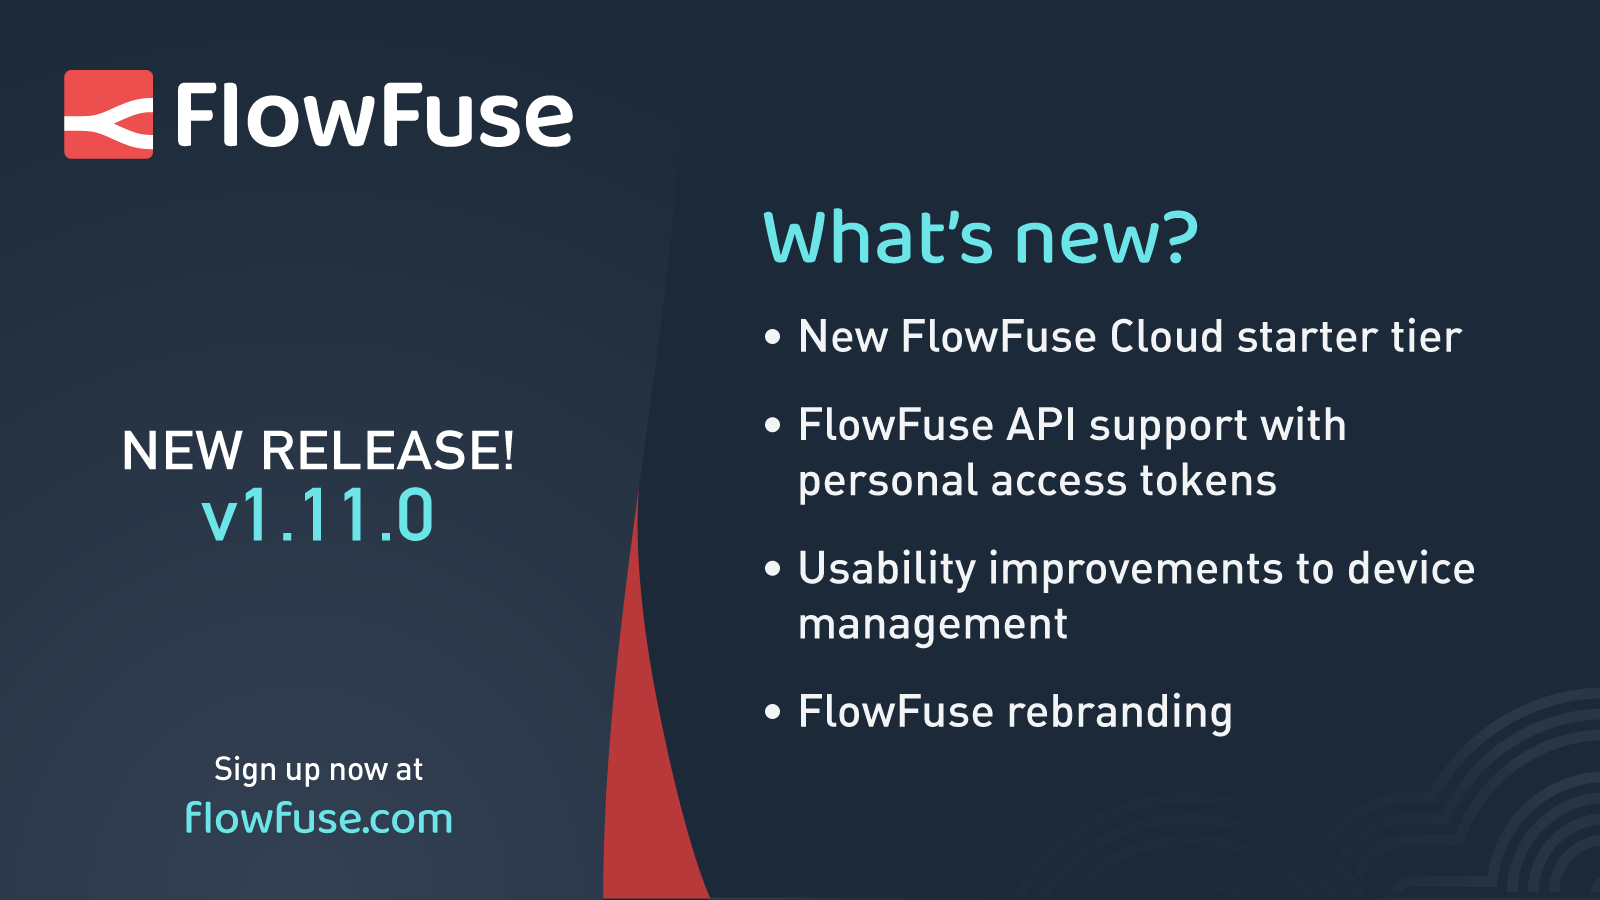 FlowFuse
NEW RELEASE!
v1.11.0
Sign up now at
flowfuse.com
What's new?
• New FlowFuse Cloud starter tier
• FlowFuse API support with
personal access tokens
• Usability improvements to device
management
• FlowFuse rebranding